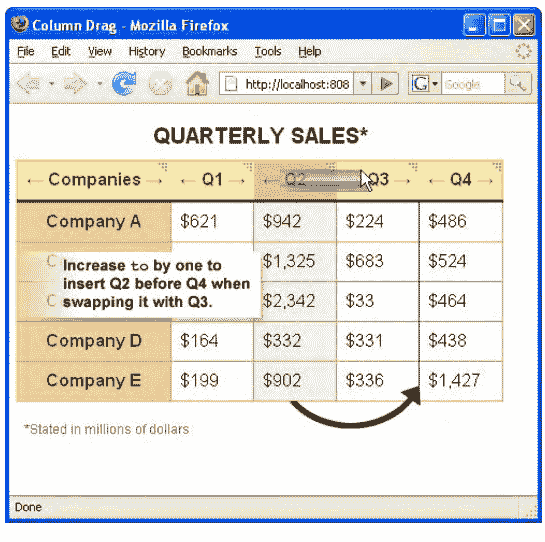 Column Drag - Mozilla Firefox
File Edit View History Bookmarks Tools Help
http://localhost:808 G Google
QUARTERLY SALES*
← Companies → ← Q1 → ← Q2 Q3 → ← Q4 →
Company A $621 $942 $224 $486
C $1,325 $683 $524
C $2,342 $33 $464
Increase to by one to
insert Q2 before Q4 when
swapping it with Q3.
Company D $164 $332 $331 $438
Company E $199 $902 $336 $1,427
*Stated in millions of dollars
Done